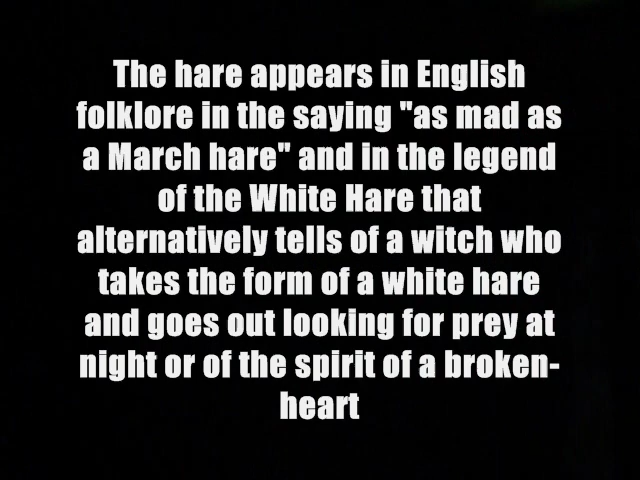 The hare appears in English
folklore in the saying "as mad as
a March hare" and in the legend
of the White Hare that
alternatively tells of a witch who
takes the form of a white hare
and goes out looking for prey at
night or of the spirit of a broken-
heart